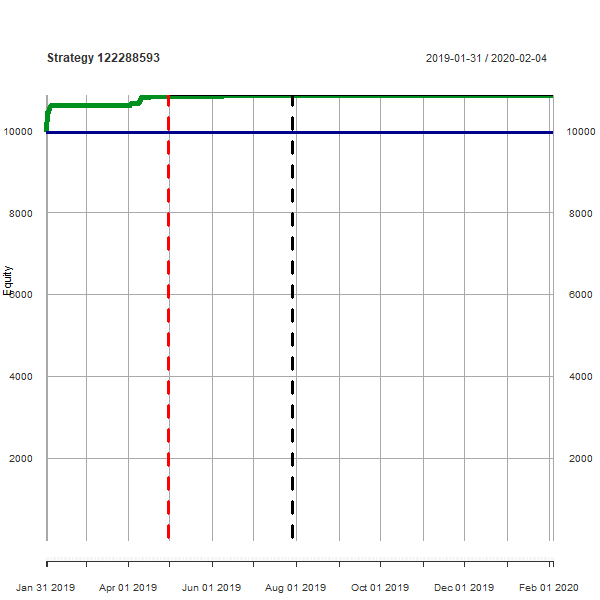 Strategy 122288593
2019-01-31 / 2020-02-04
10000
10000
8000
8000
Equity
6000
6000
4000
4000
2000
2000
Jan 31 2019
Apr 01 2019
Jun 01 2019
Aug 01 2019
Oct 01 2019
Dec 01 2019
Feb 01 2020